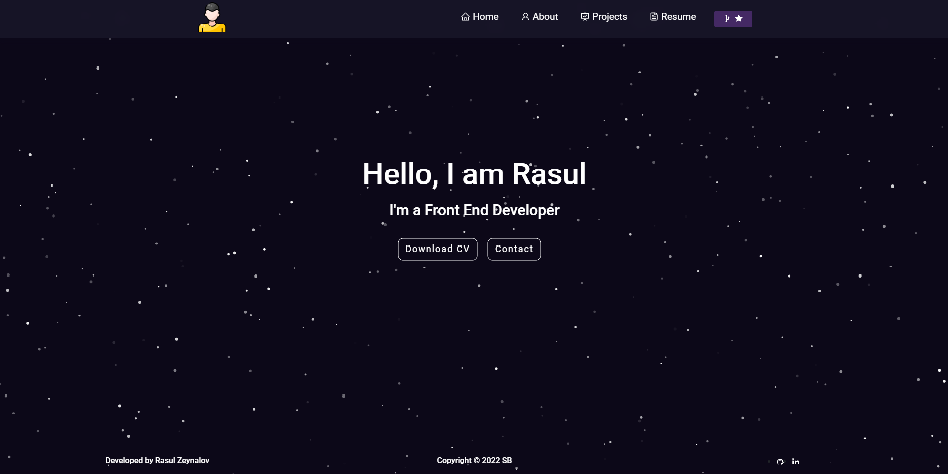 Home About Projects Resume
Hello, I am Rasul
I'm a Front End Developer
Download CV Contact
Developed by Rasul Zeynalov Copyright © 2022 SB